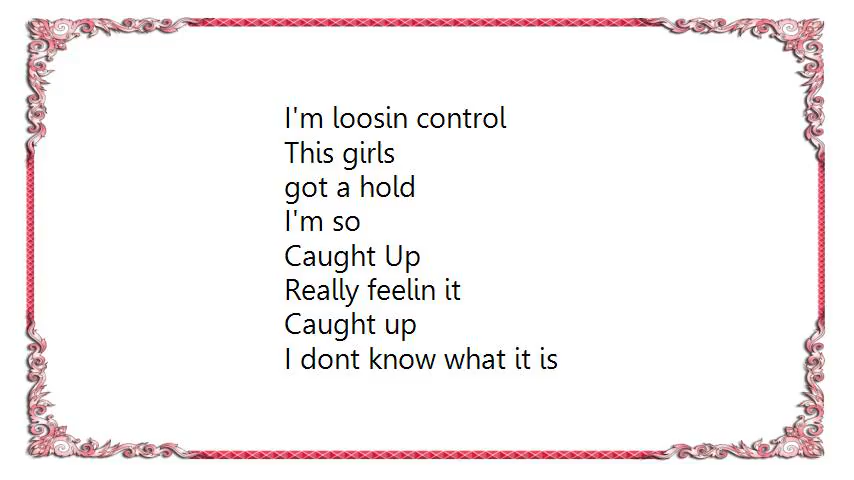 I'm loosin control
This girls
got a hold
I'm so
Caught Up
Really feelin it
Caught up
I dont know what it is